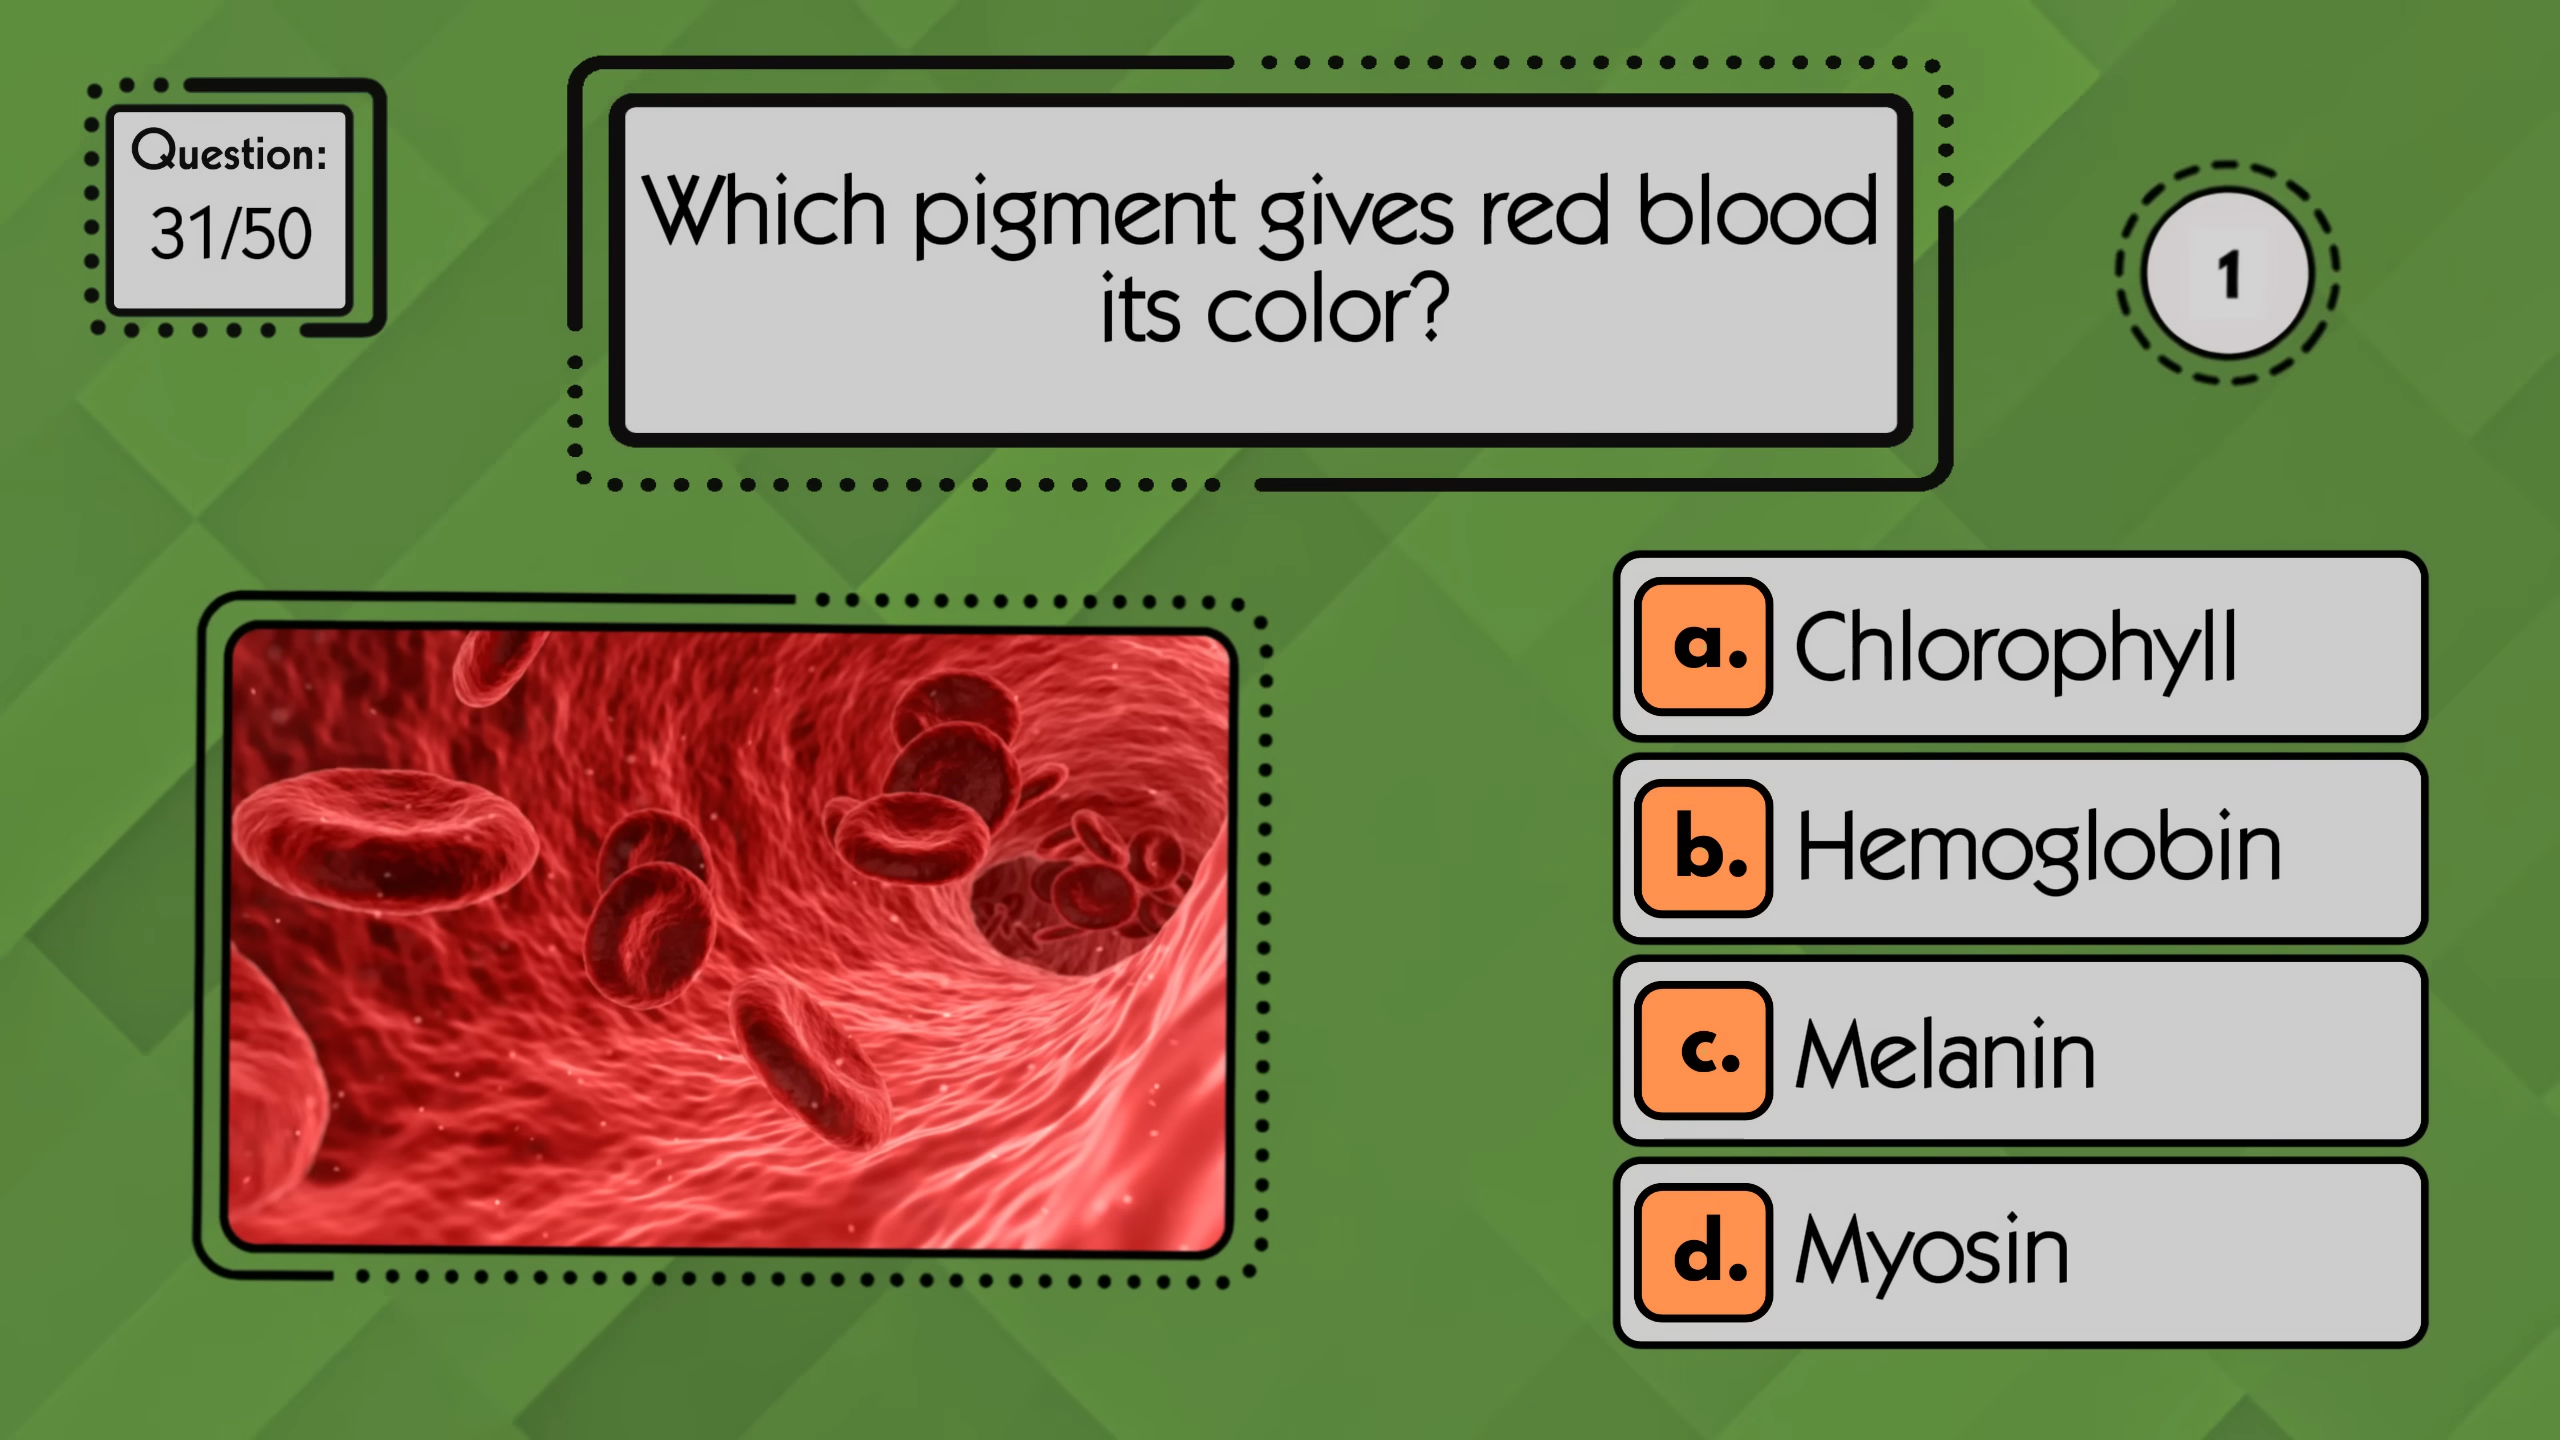 Question:
31/50
Which pigment gives red blood
its color?
1
a. Chlorophyll
b. Hemoglobin
c. Melanin
d. Myosin